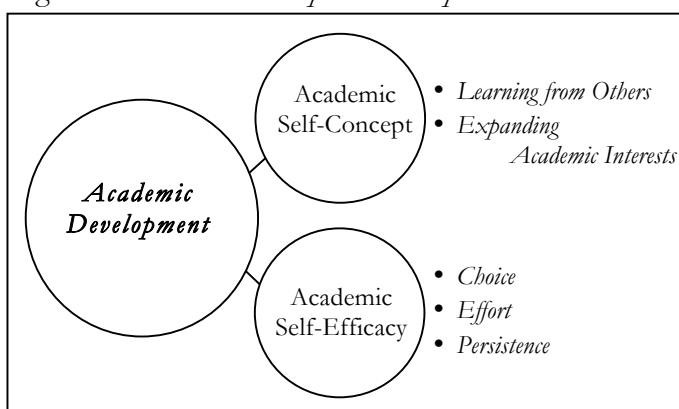 Academic
Self-Concept
• Learning from Others
• Expanding
Academic Interests
Academic
Development
Academic
Self-Efficacy
• Choice
• Effort
• Persistence